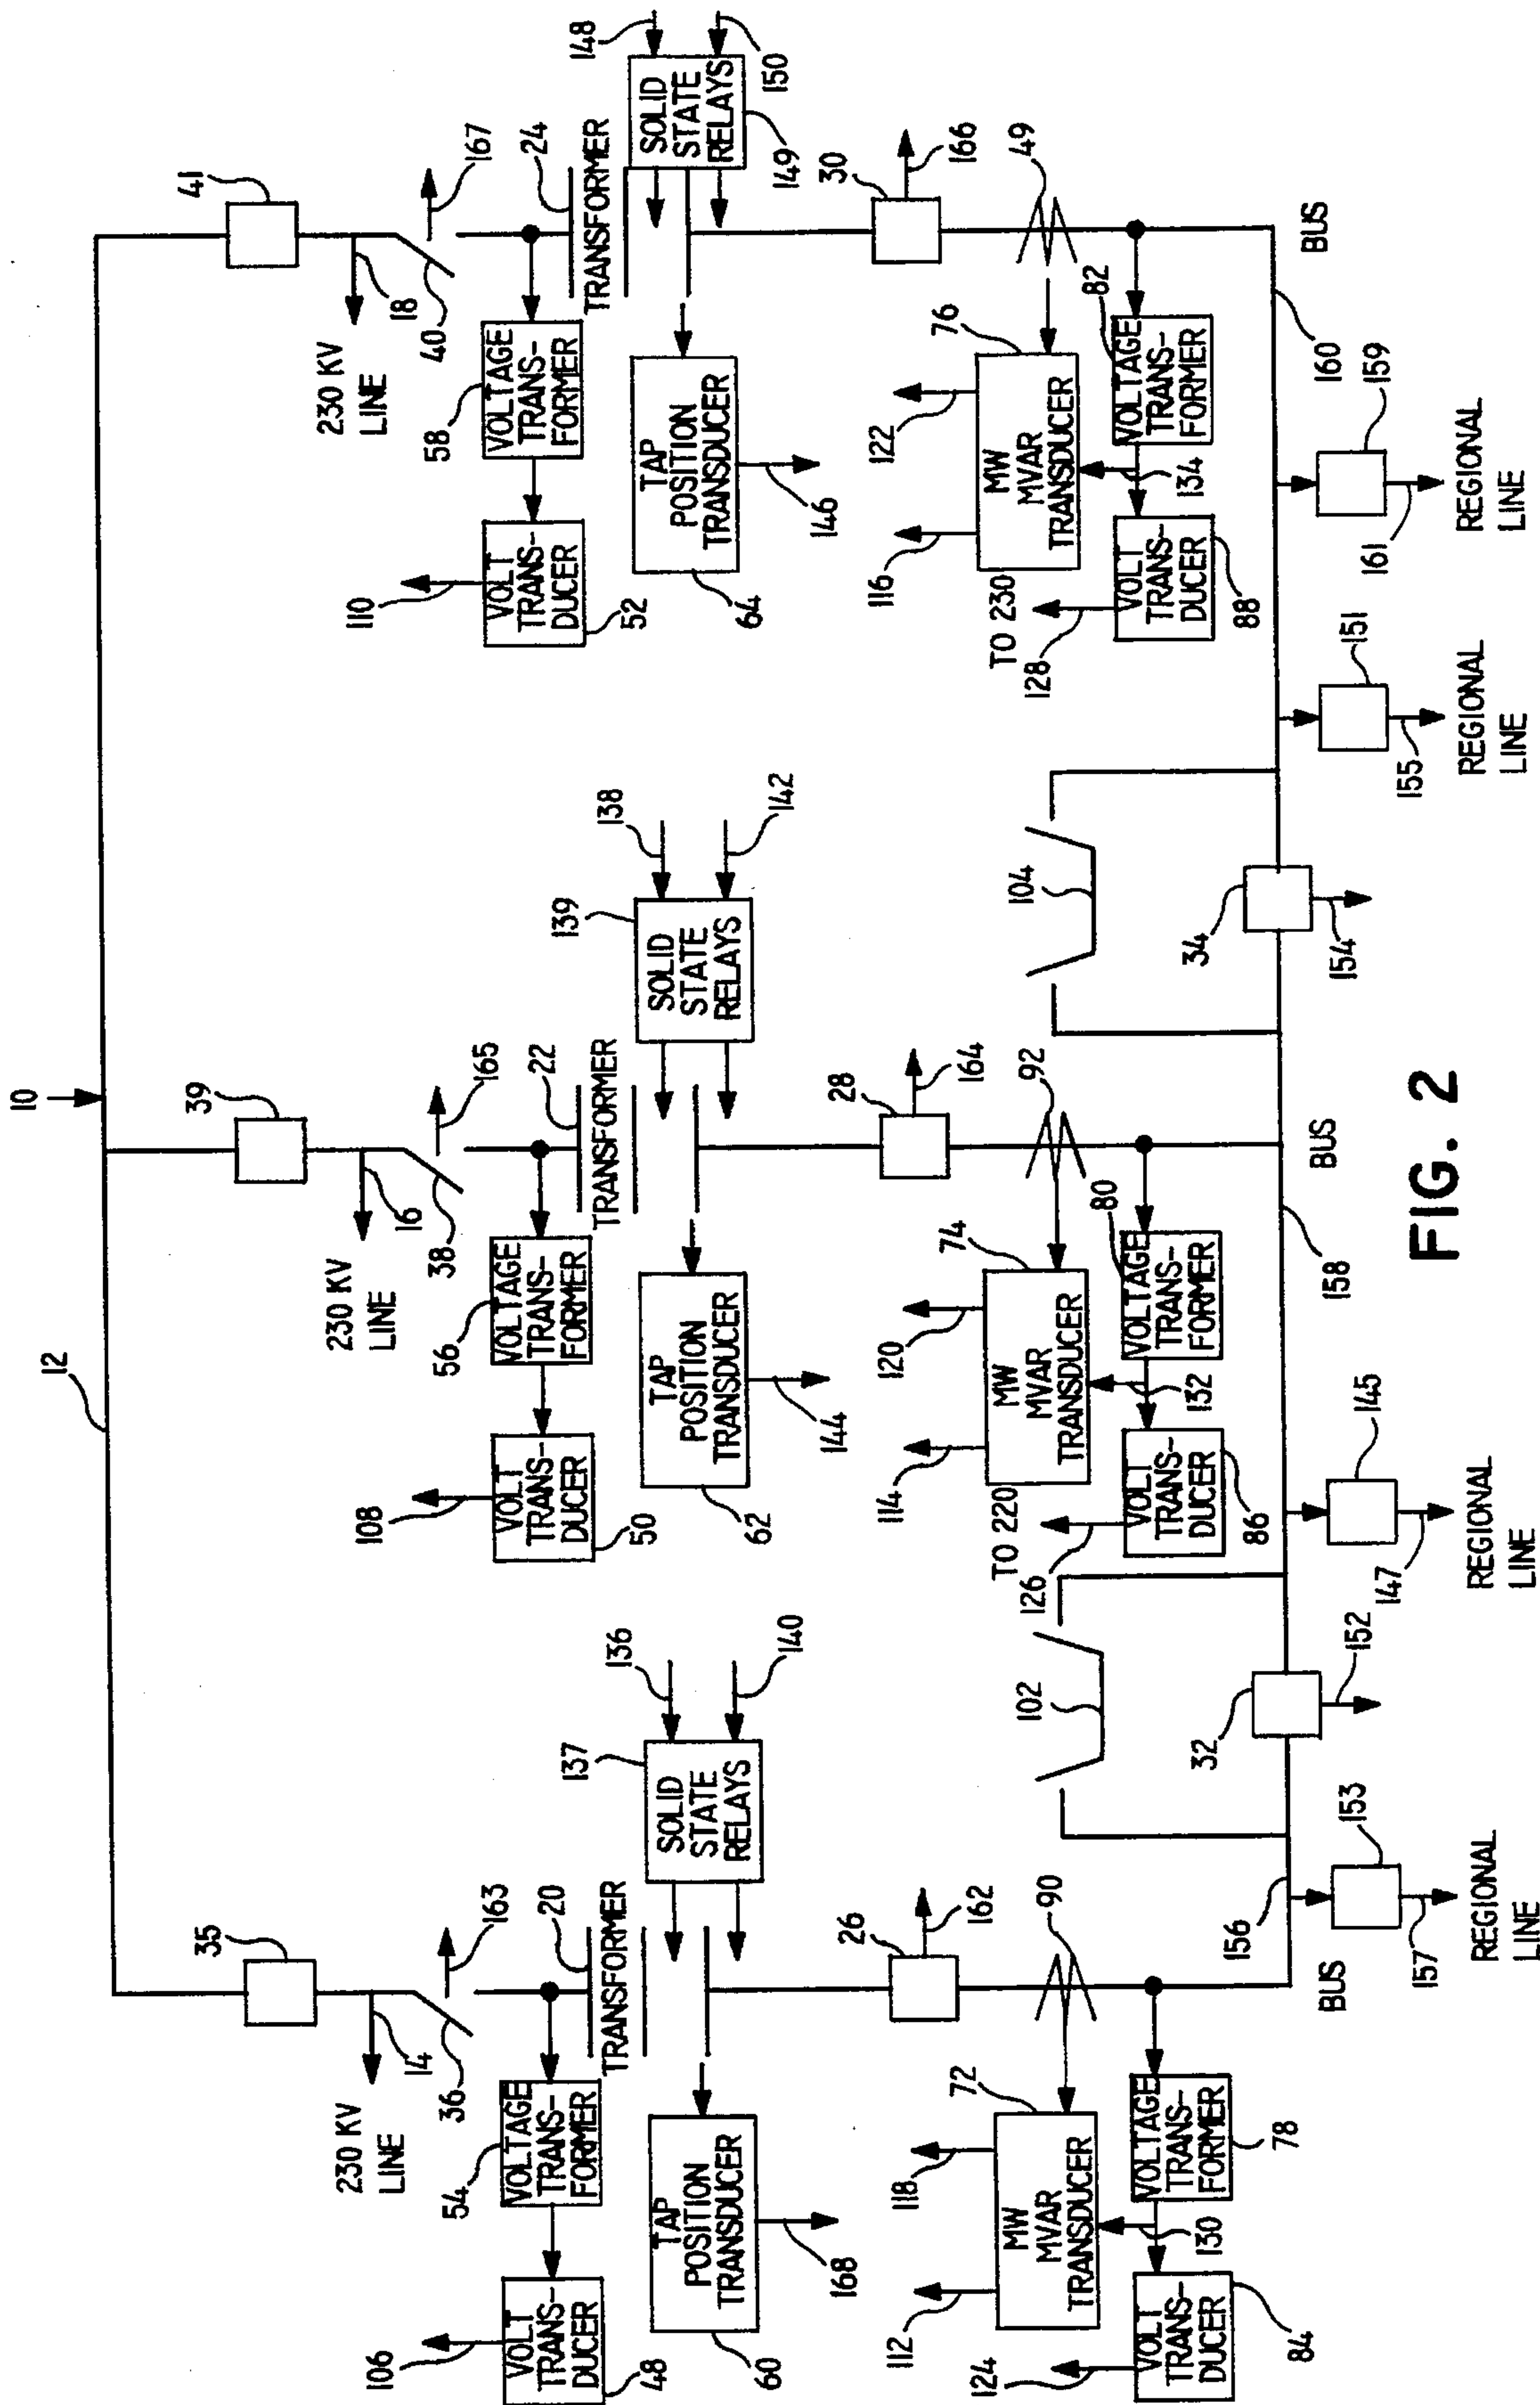 10
12
35
39
41
230 KV
LINE
14
36
163
230 KV
LINE
16
38
165
230 KV
LINE
18
40
167
106
VOLT
TRANS-
DUCER
48
54
VOLTAGE
TRANS-
FORMER
20
TRANSFORMER
108
VOLT
TRANS-
DUCER
50
56
VOLTAGE
TRANS-
FORMER
22
TRANSFORMER
110
VOLT
TRANS-
DUCER
52
58
VOLTAGE
TRANS-
FORMER
24
TRANSFORMER
60
TAP
POSITION
TRANSDUCER
168
137
SOLID
STATE
RELAYS
136
140
62
TAP
POSITION
TRANSDUCER
144
139
SOLID
STATE
RELAYS
138
142
64
TAP
POSITION
TRANSDUCER
146
SOLID
STATE
RELAYS
149
148
150
26
162
28
164
30
166
112
118
72
MW
MVAR
TRANSDUCER
90
124
VOLT
TRANS-
DUCER
84
130
VOLTAGE
TRANS-
FORMER
78
102
114
120
74
MW
MVAR
TRANSDUCER
92
TO 220
126
VOLT
TRANS-
DUCER
86
132
80
VOLTAGE
TRANS-
FORMER
104
116
122
76
MW
MVAR
TRANSDUCER
49
TO 230
128
VOLT
TRANS-
DUCER
88
134
82
VOLTAGE
TRANS-
FORMER
BUS
156
153
157
REGIONAL
LINE
32
152
145
147
REGIONAL
LINE
158
BUS
34
154
151
155
REGIONAL
LINE
159
161
REGIONAL
LINE
160
BUS
FIG. 2